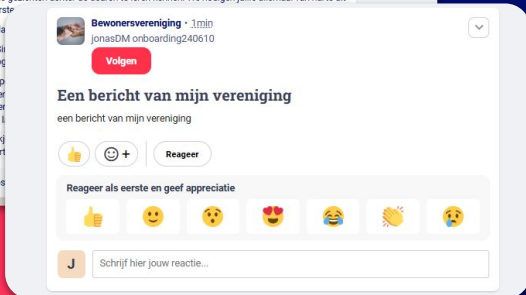 Bewonersvereniging • 1min
jonasDM onboarding240610
Volgen
Een bericht van mijn vereniging
een bericht van mijn vereniging
Reageer
Reageer als eerste en geef appreciatie
J
Schrijf hier jouw reactie...